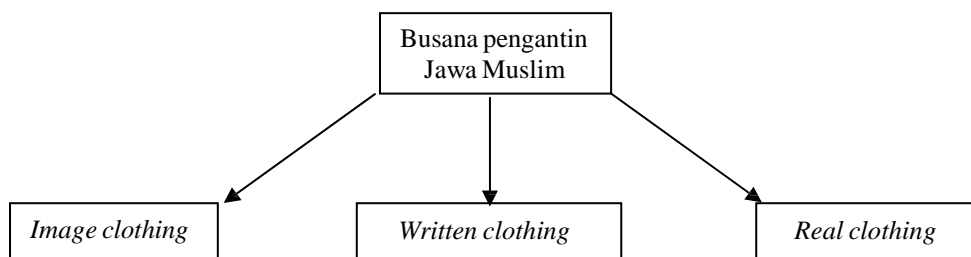 Busana pengantin
Jawa Muslim
Image clothing
Written clothing
Real clothing